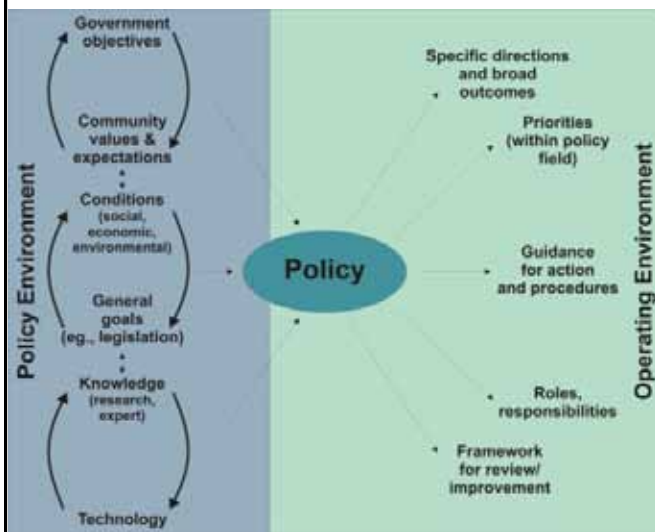 Policy Environment
Government
objectives
Community
values &
expectations
Conditions
(social,
economic,
environmental)
General
goals
(eg., legislation)
Knowledge
(research,
expert)
Technology
Policy
Specific directions
and broad
outcomes
Priorities
(within policy
field)
Guidance
for action
and procedures
Roles,
responsibilities
Framework
for review/
improvement
Operating Environment